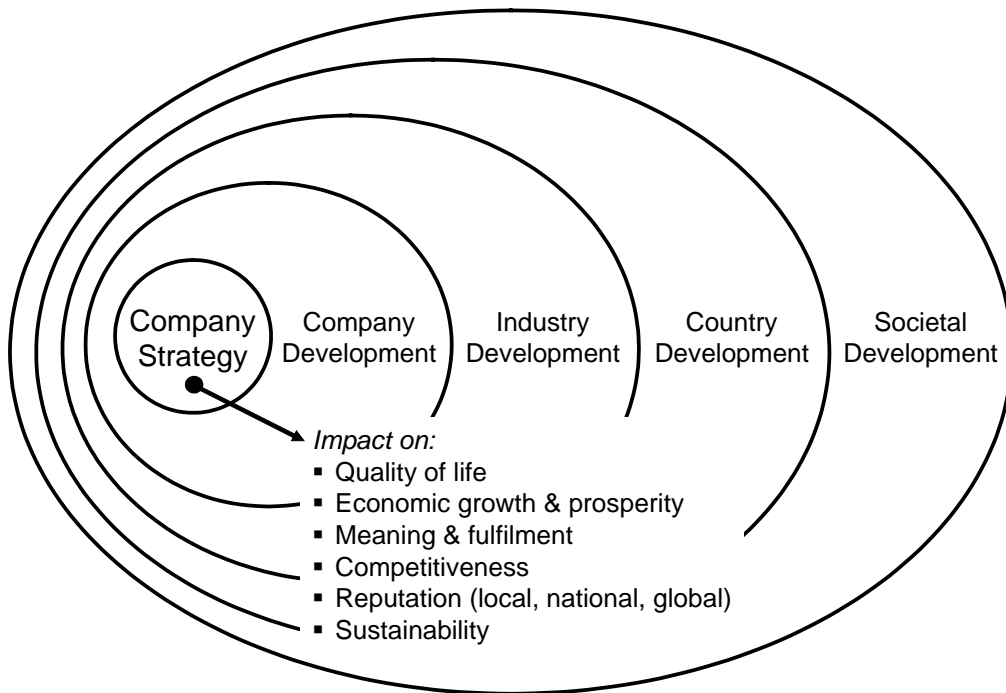 Company
Strategy
Company
Development
Industry
Development
Country
Development
Societal
Development
Impact on:
▪ Quality of life
▪ Economic growth & prosperity
▪ Meaning & fulfilment
▪ Competitiveness
▪ Reputation (local, national, global)
▪ Sustainability